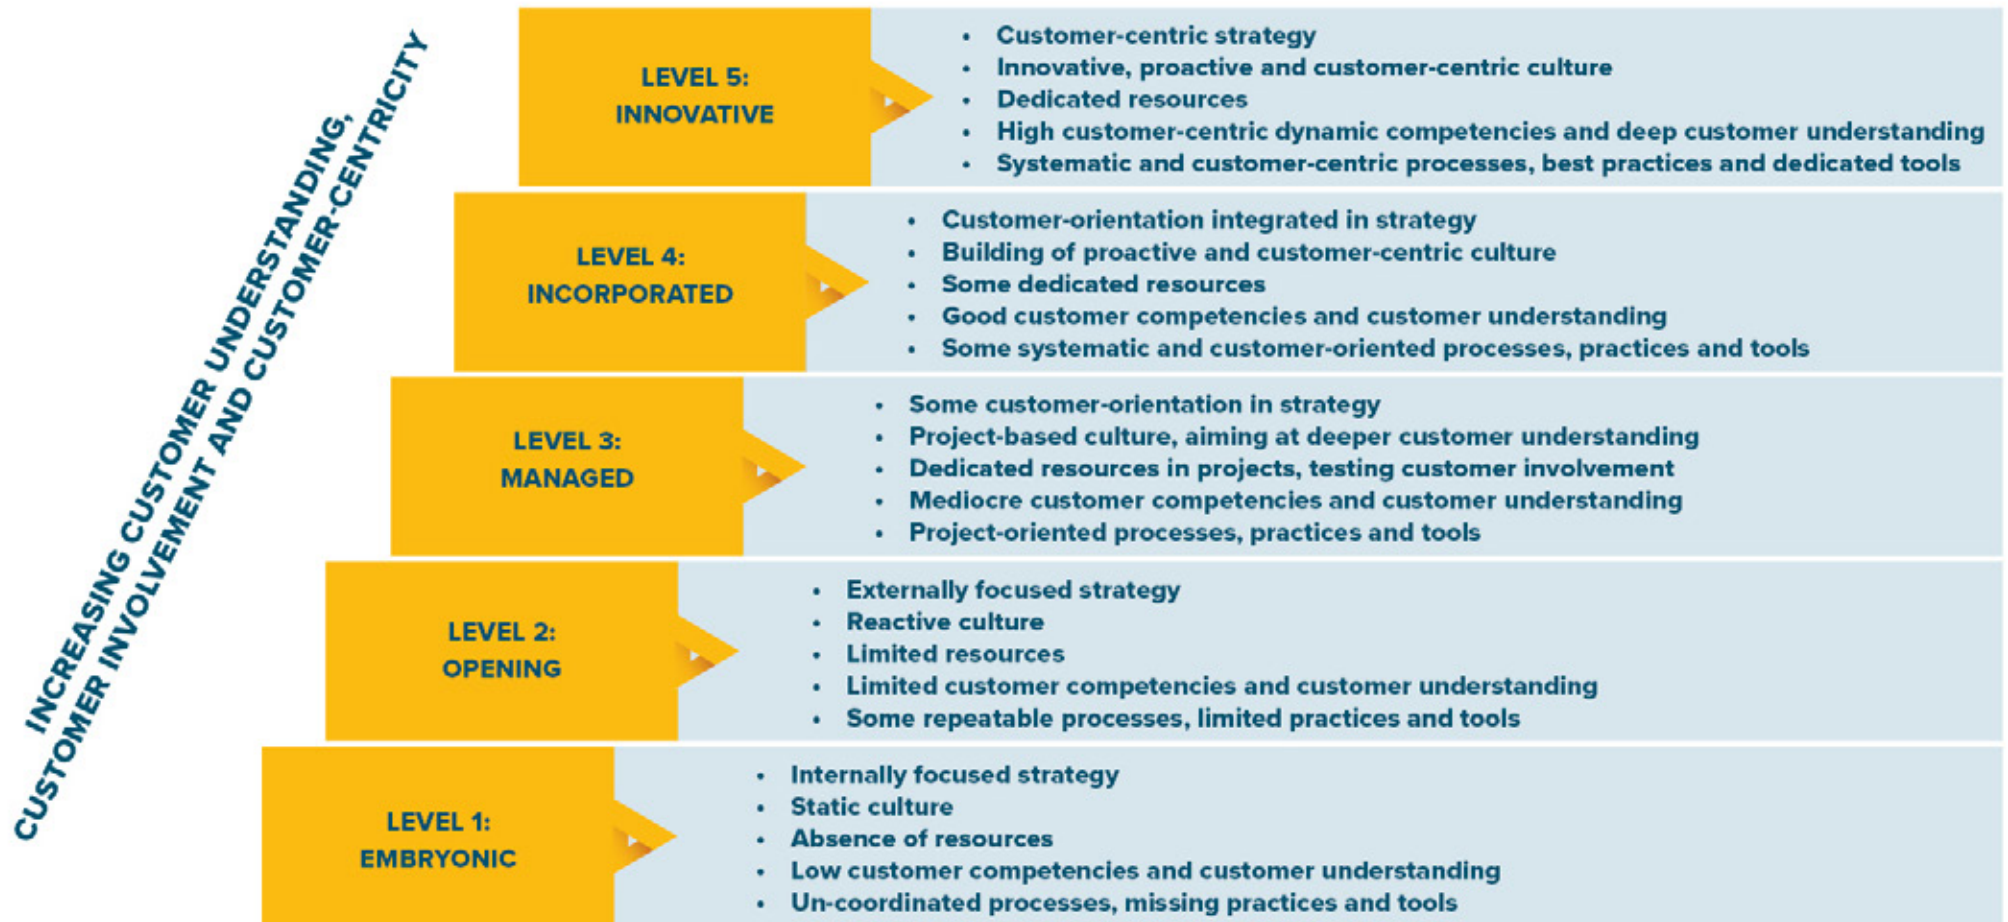 INCREASING CUSTOMER UNDERSTANDING,
CUSTOMER INVOLVEMENT AND CUSTOMER-CENTRICITY
LEVEL 5:
INNOVATIVE
• Customer-centric strategy
• Innovative, proactive and customer-centric culture
• Dedicated resources
• High customer-centric dynamic competencies and deep customer understanding
• Systematic and customer-centric processes, best practices and dedicated tools
LEVEL 4:
INCORPORATED
• Customer-orientation integrated in strategy
• Building of proactive and customer-centric culture
• Some dedicated resources
• Good customer competencies and customer understanding
• Some systematic and customer-oriented processes, practices and tools
LEVEL 3:
MANAGED
• Some customer-orientation in strategy
• Project-based culture, aiming at deeper customer understanding
• Dedicated resources in projects, testing customer involvement
• Mediocre customer competencies and customer understanding
• Project-oriented processes, practices and tools
LEVEL 2:
OPENING
• Externally focused strategy
• Reactive culture
• Limited resources
• Limited customer competencies and customer understanding
• Some repeatable processes, limited practices and tools
LEVEL 1:
EMBRYONIC
• Internally focused strategy
• Static culture
• Absence of resources
• Low customer competencies and customer understanding
• Un-coordinated processes, missing practices and tools